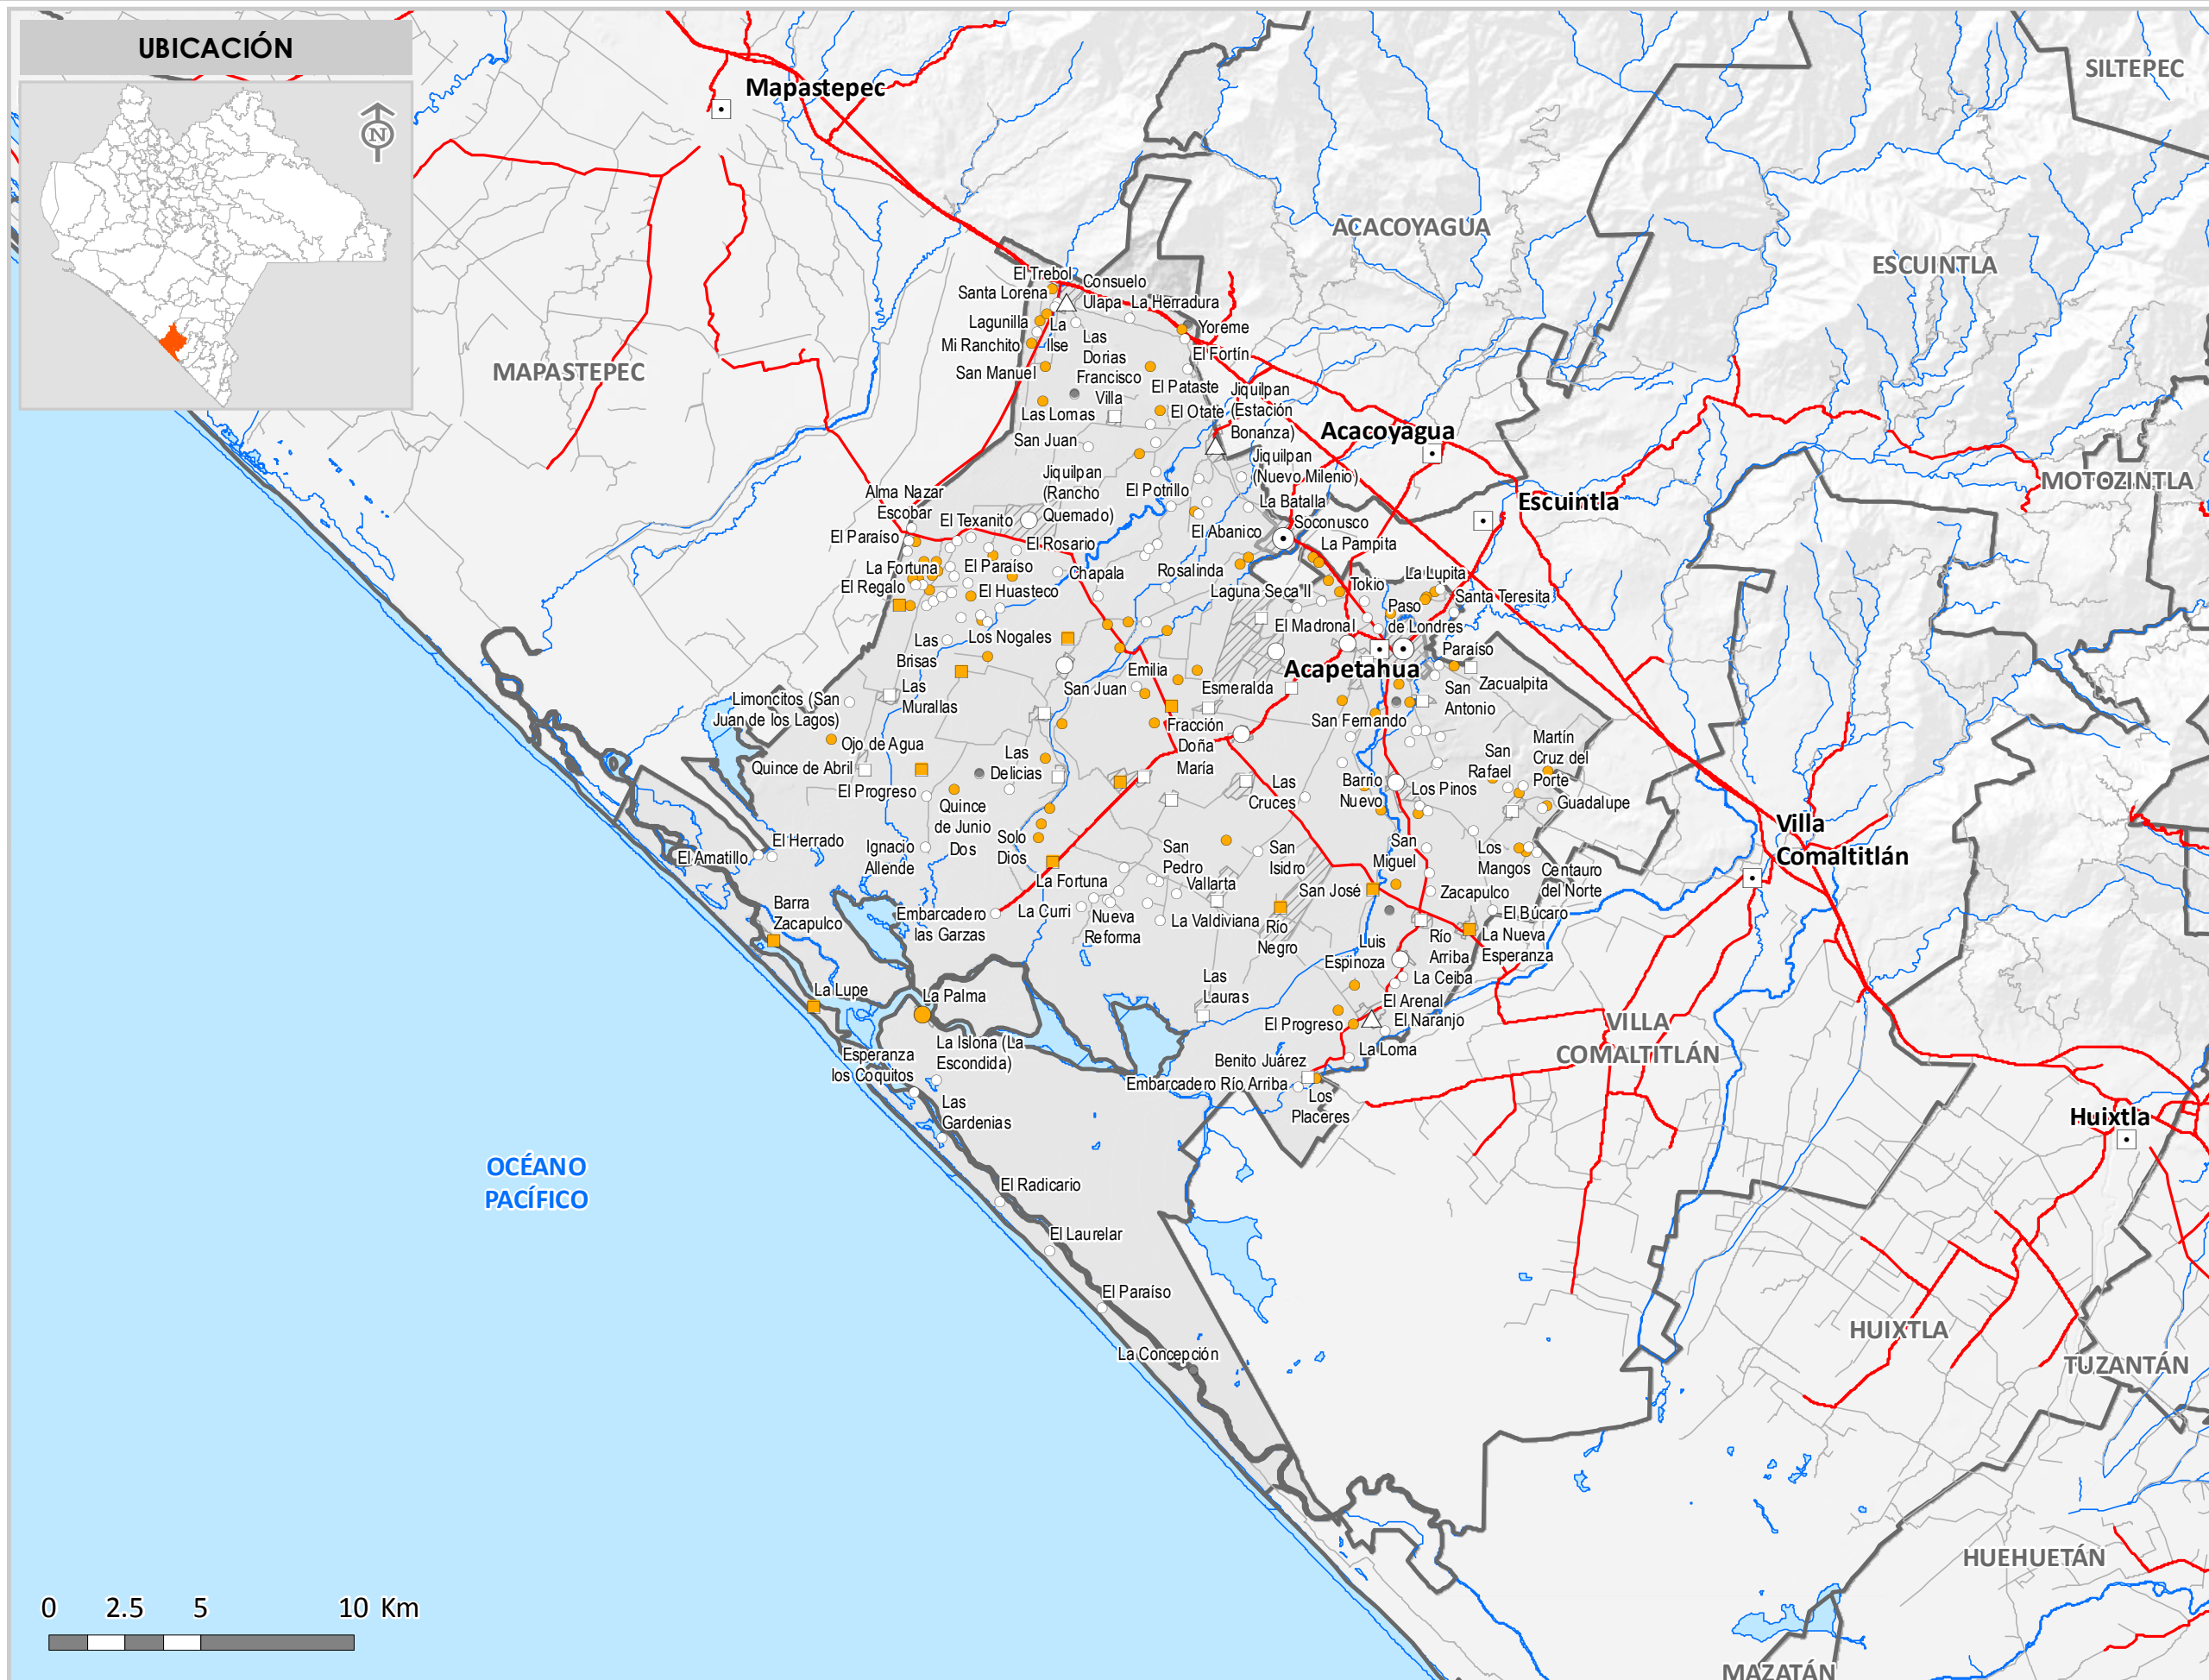 UBICACIÓN
N
Mapastepec
SILTEPEC
ACACOYAGUA
ESCUINTLA
MAPASTEPEC
El Trebol
Consuelo
Ulapa
Santa Lorena
La Herradura
Lagunilla
La
Ilse
Yoreme
Mi Ranchito
Las
Dorias
El Fortín
San Manuel
Francisco
Villa
El Pataste
Jiquilpan
(Estación
Bonanza)
Las Lomas
El Otate
Acacoyagua
San Juan
Jiquilpan
(Nuevo Milenio)
MOTOZINTLA
Jiquilpan
(Rancho
Quemado)
El Potrillo
Alma Nazar
Escobar
La Batalla
Escuintla
El Texanito
Soconusco
El Paraíso
El Rosario
El Abanico
La Pampita
La Fortuna
El Paraíso
Chapala
Rosalinda
Tokio
La Lupita
El Regalo
El Huasteco
Laguna Seca II
Santa Teresita
Paso
de Londres
El Madronal
Las
Brisas
Los Nogales
Paraíso
Acapetahua
Emilia
San Juan
Esmeralda
Zacualpita
San
Antonio
Las
Murallas
Limoncitos (San
Juan de los Lagos)
San Fernando
Fracción
Doña
María
Ojo de Agua
Martín
Cruz del
Porte
San
Rafael
Las
Delicias
Quince de Abril
El Progreso
Las
Cruces
Barrio
Nuevo
Los Pinos
Guadalupe
Quince
de Junio
Dos
Villa
Comaltitlán
El Herrado
Solo
Dios
El Amatillo
Ignacio
Allende
San
Pedro
San
Isidro
San
Miguel
Los
Mangos
Centauro
del Norte
La Fortuna
Vallarta
San José
Zacapulco
Barra
Zacapulco
Embarcadero
las Garzas
La Curri
Nueva
Reforma
La Valdiviana
Río
Negro
El Búcaro
La Nueva
Esperanza
Luis
Espinoza
Río
Arriba
La Ceiba
La Lupe
La Palma
Las
Lauras
El Arenal
El Progreso
El Naranjo
VILLA
COMALTITLÁN
La Islona (La
Escondida)
Esperanza
los Coquitos
La Loma
Benito Juárez
Embarcadero Río Arriba
Los
Placeres
Las
Gardenias
Huixtla
OCÉANO
PACÍFICO
El Radicario
El Laurelar
El Paraíso
HUIXTLA
La Concepción
TUZANTÁN
HUEHUETÁN
0 2.5 5 10 Km
MAZATÁN